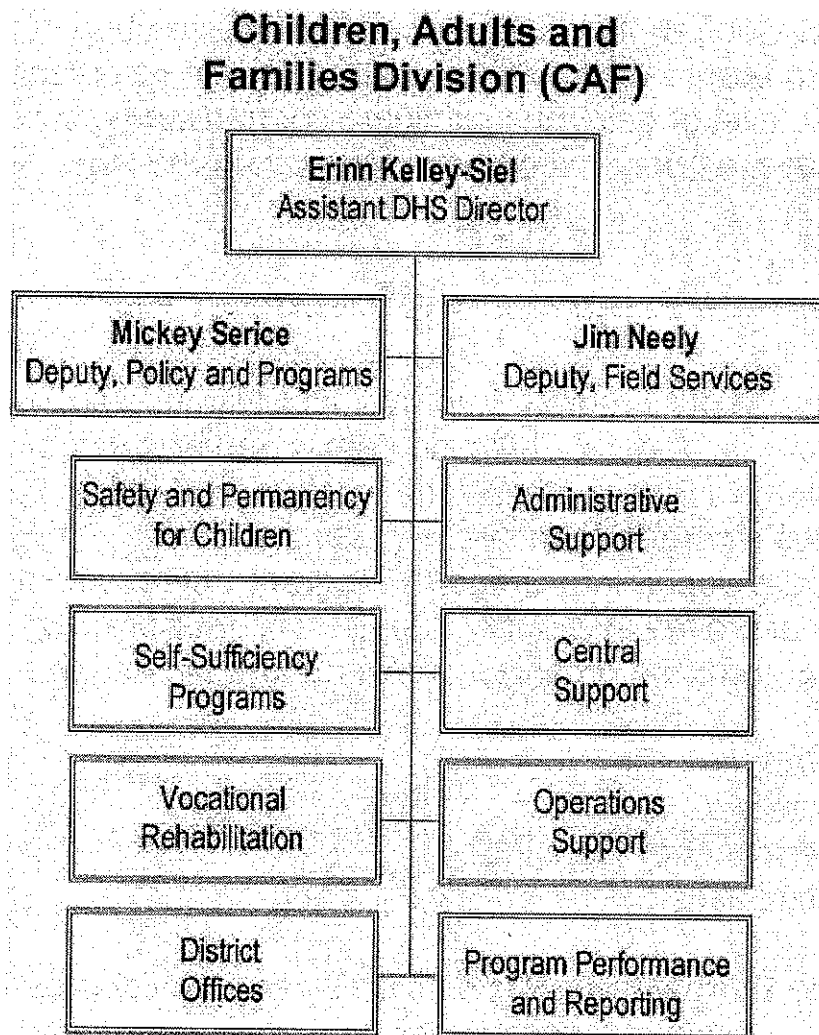 Children, Adults and
Families Division (CAF)
Erinn Kelley-Siel
Assistant DHS Director
Mickey Serice
Deputy, Policy and Programs
Jim Neely
Deputy, Field Services
Safety and Permanency
for Children
Administrative
Support
Self-Sufficiency
Programs
Central
Support
Vocational
Rehabilitation
Operations
Support
District
Offices
Program Performance
and Reporting